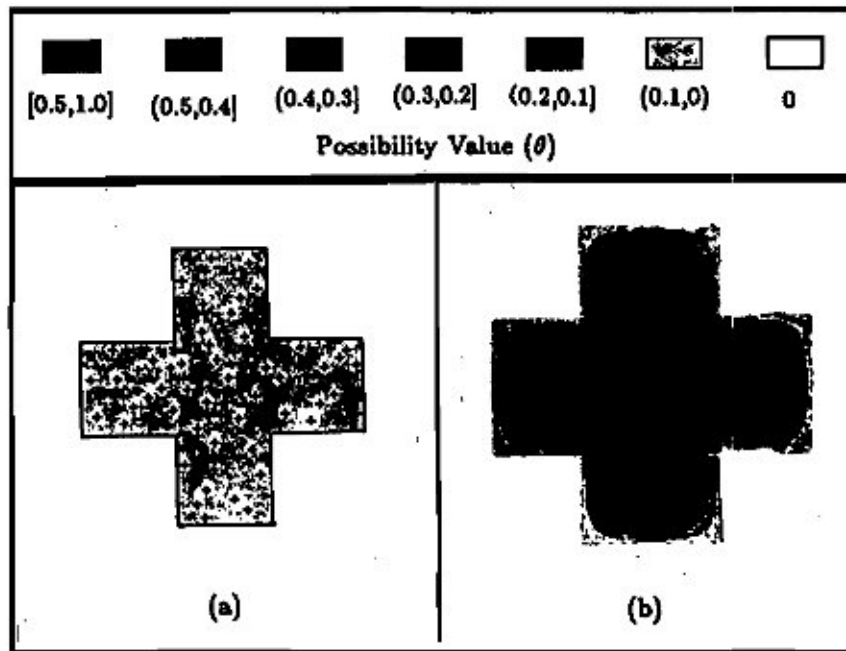 [0.5,1.0] (0.5,0.4] (0.4,0.3] (0.3,0.2] (0.2,0.1] (0.1,0) 0
Possibility Value (θ)
(a) (b)